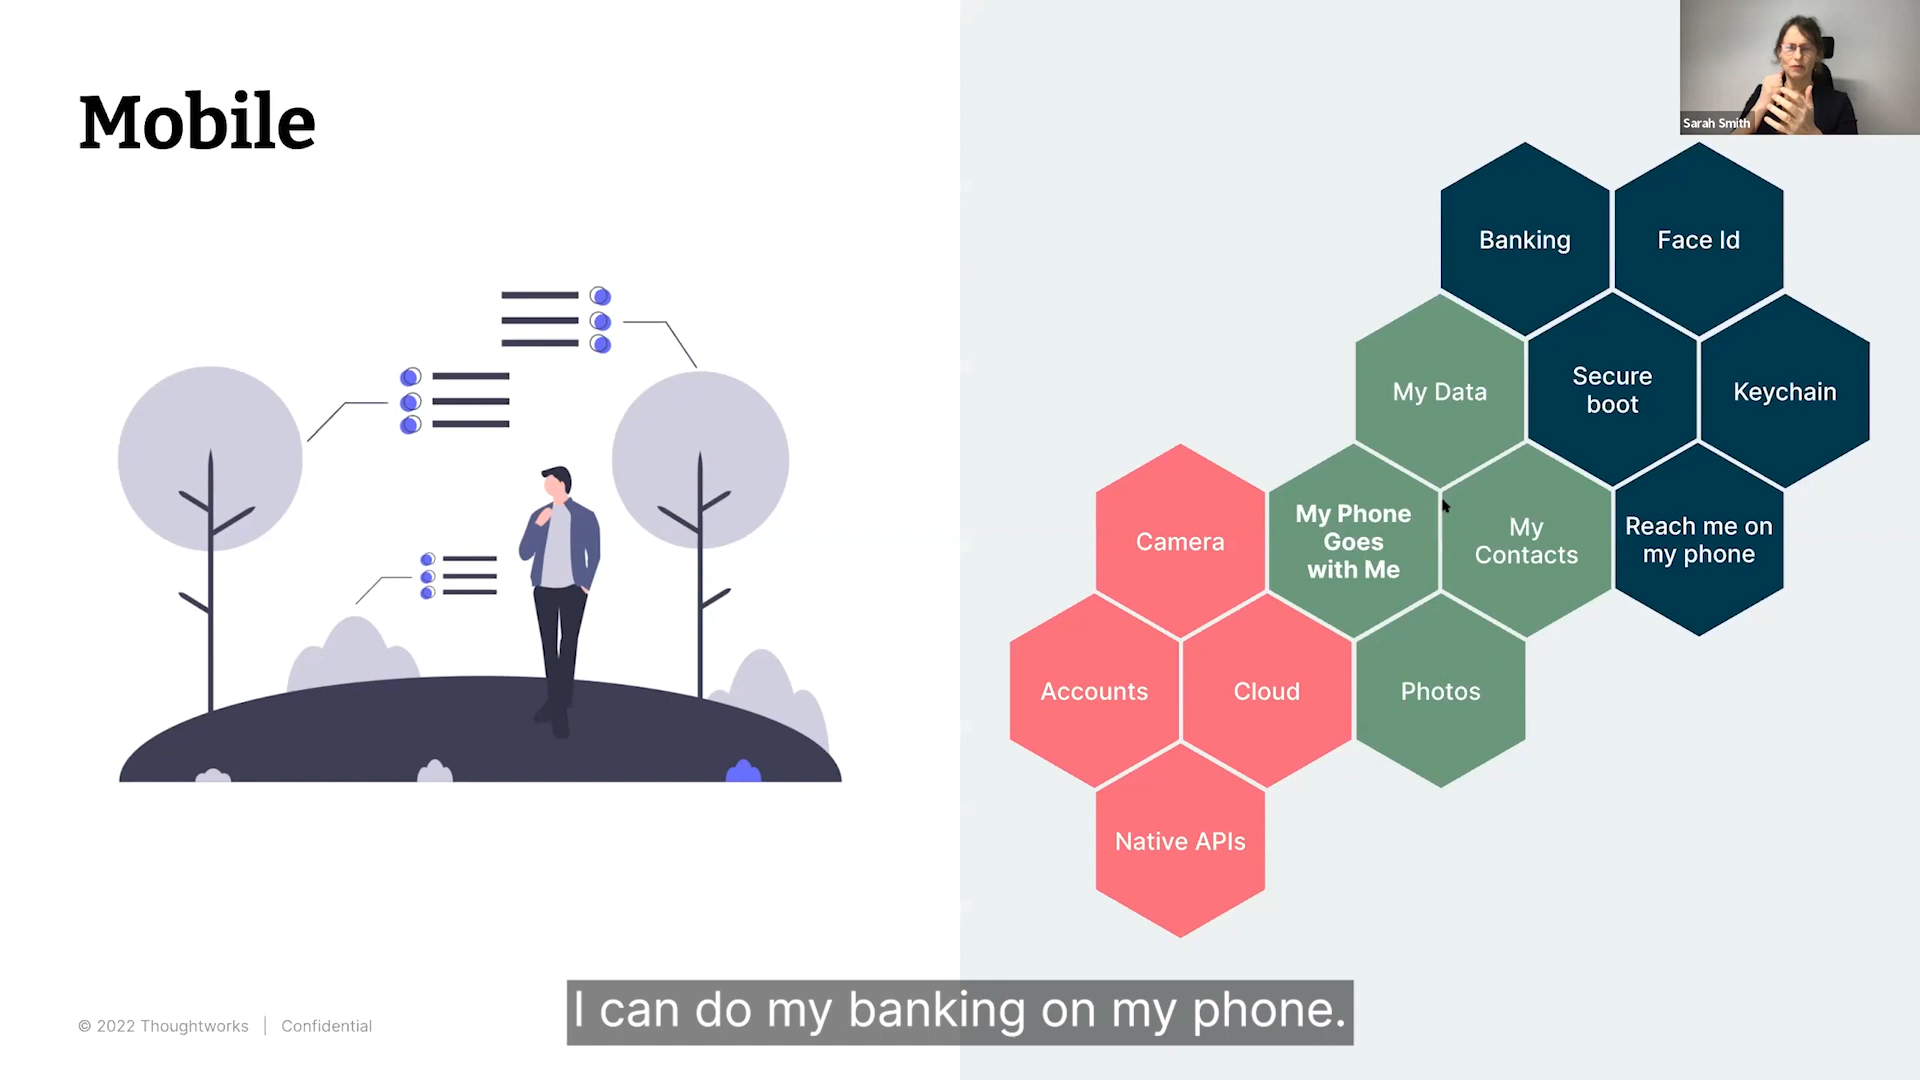 Mobile
Sarah Smith
Banking
Face Id
My Data
Secure
boot
Keychain
Camera
My Phone
Goes
with Me
My
Contacts
Reach me on
my phone
Accounts
Cloud
Photos
Native APIs
I can do my banking on my phone.
© 2022 Thoughtworks | Confidential